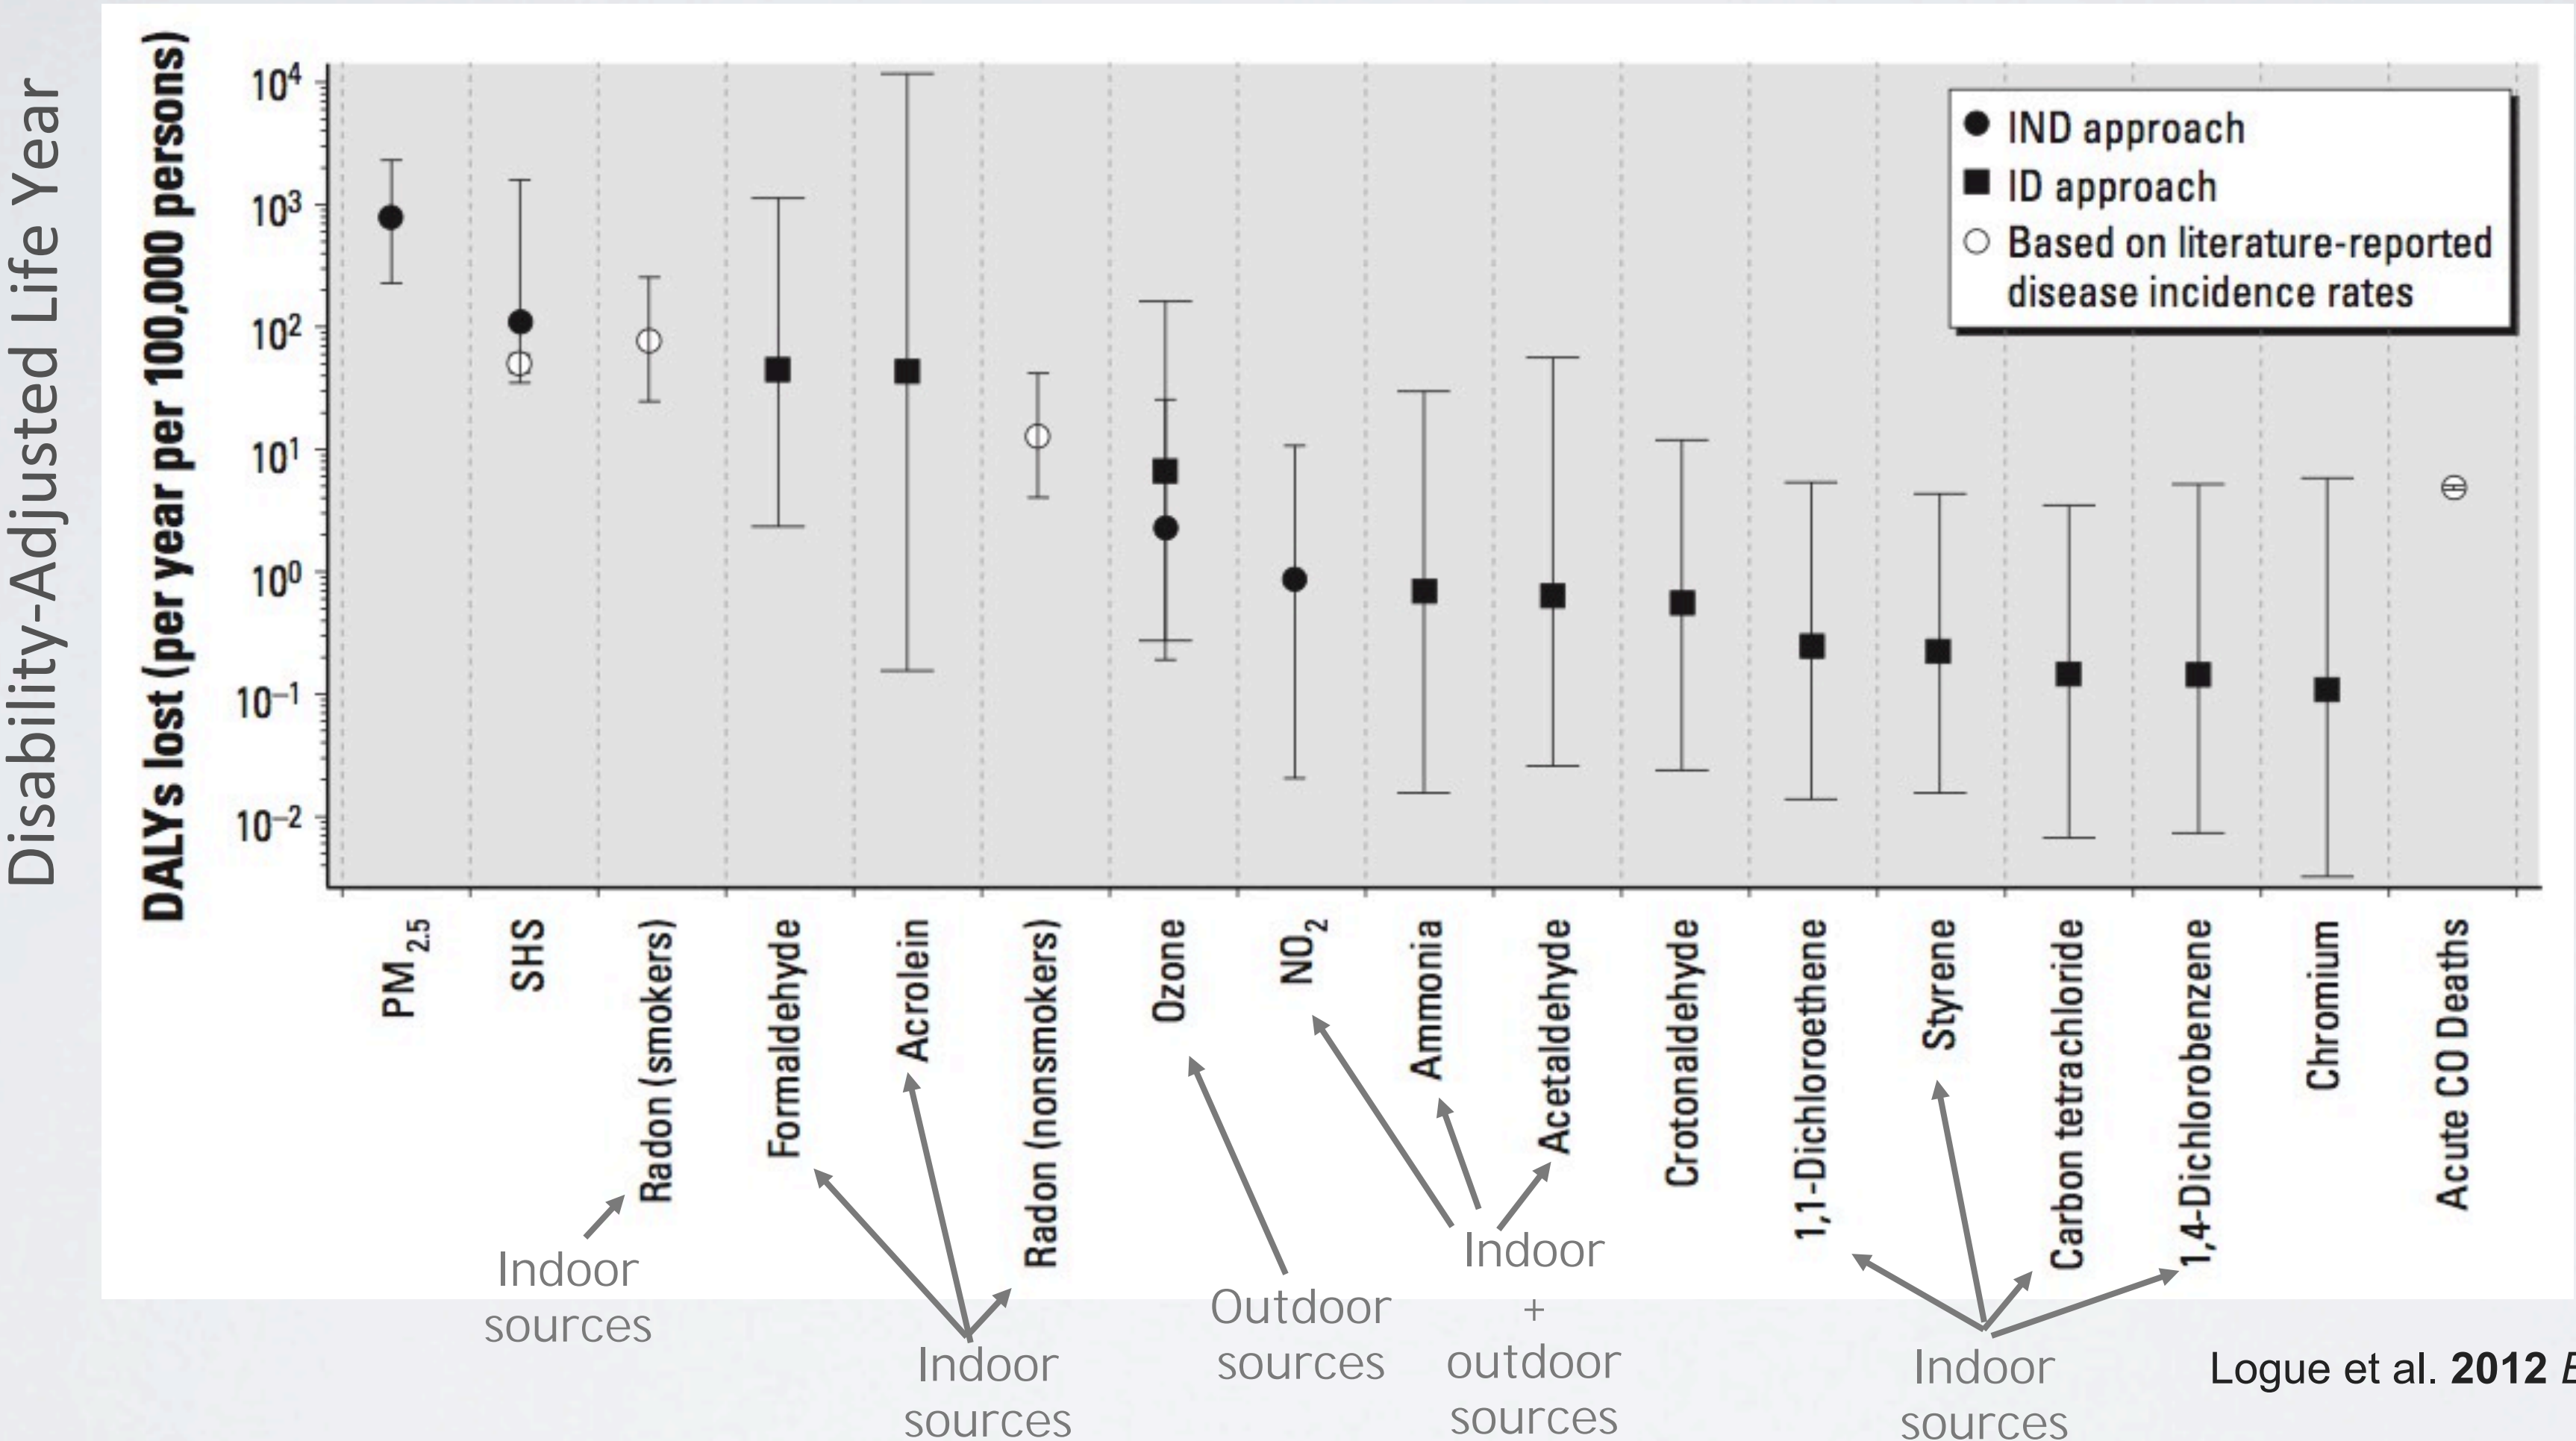 Disability-Adjusted Life Year
DALYs lost (per year per 100,000 persons)
10⁴
10³
10²
10¹
10⁰
10⁻¹
10⁻²
IND approach
ID approach
Based on literature-reported
disease incidence rates
PM₂.₅
SHS
Radon (smokers)
Formaldehyde
Acrolein
Radon (nonsmokers)
Ozone
NO₂
Ammonia
Acetaldehyde
Crotonaldehyde
1,1-Dichloroethene
Styrene
Carbon tetrachloride
1,4-Dichlorobenzene
Chromium
Acute CO Deaths
Indoor
sources
Indoor
sources
Outdoor
sources
Indoor
+
outdoor
sources
Indoor
sources
Logue et al. 2012